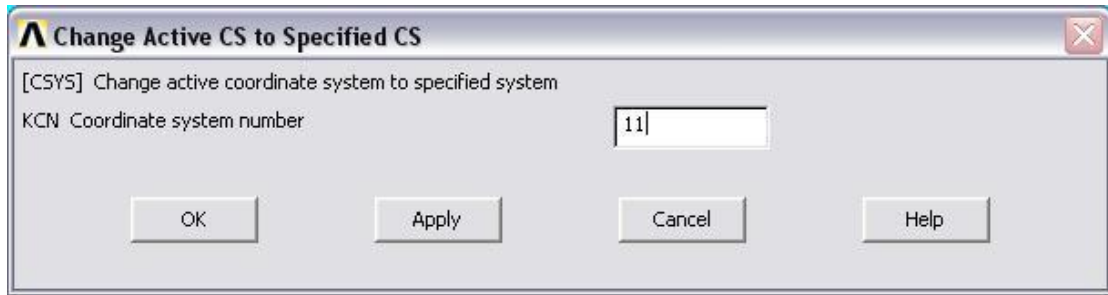 Change Active CS to Specified CS
[CSYS] Change active coordinate system to specified system
KCN Coordinate system number 11
OK Apply Cancel Help